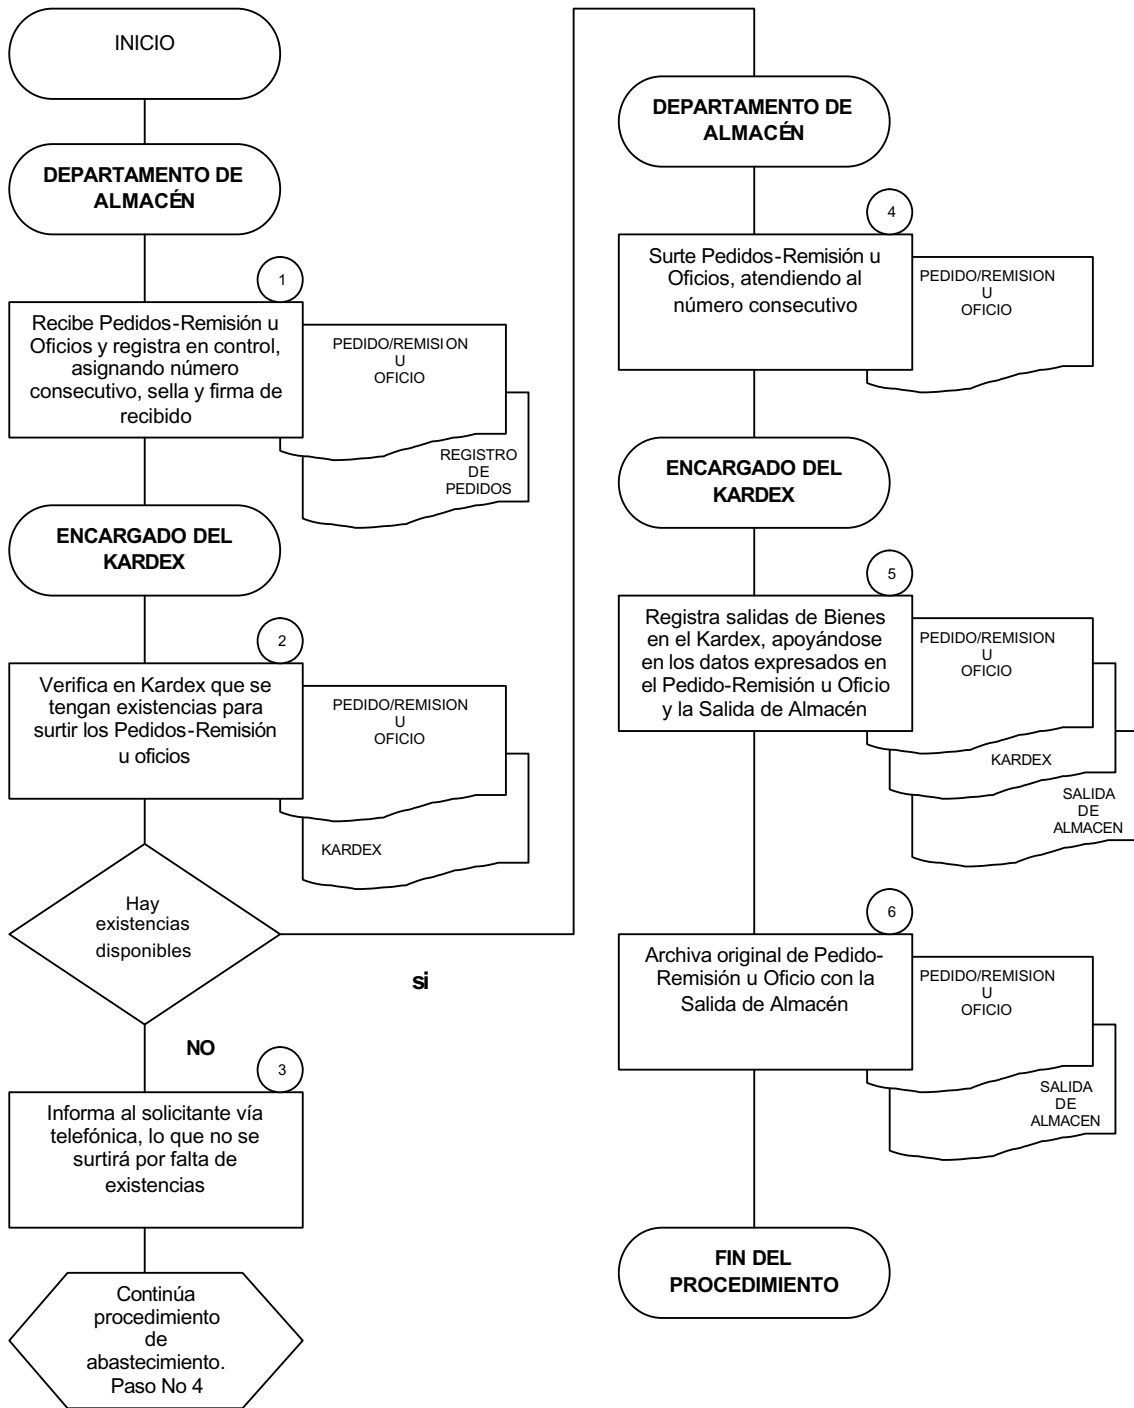 INICIO
DEPARTAMENTO DE
ALMACÉN
1
Recibe Pedidos-Remisión u
Oficios y registra en control,
asignando número
consecutivo, sella y firma de
recibido
PEDIDO/REMISION
U
OFICIO
REGISTRO
DE
PEDIDOS
ENCARGADO DEL
KARDEX
2
Verifica en Kardex que se
tengan existencias para
surtir los Pedidos-Remisión
u oficios
PEDIDO/REMISION
U
OFICIO
KARDEX
Hay
existencias
disponibles
si
NO
3
Informa al solicitante vía
telefónica, lo que no se
surtirá por falta de
existencias
Continúa
procedimiento
de
abastecimiento.
Paso No 4
DEPARTAMENTO DE
ALMACÉN
4
Surte Pedidos-Remisión u
Oficios, atendiendo al
número consecutivo
PEDIDO/REMISION
U
OFICIO
ENCARGADO DEL
KARDEX
5
Registra salidas de Bienes
en el Kardex, apoyándose
en los datos expresados en
el Pedido-Remisión u Oficio
y la Salida de Almacén
PEDIDO/REMISION
U
OFICIO
KARDEX
SALIDA
DE
ALMACEN
6
Archiva original de Pedido-
Remisión u Oficio con la
Salida de Almacén
PEDIDO/REMISION
U
OFICIO
SALIDA
DE
ALMACEN
FIN DEL
PROCEDIMIENTO